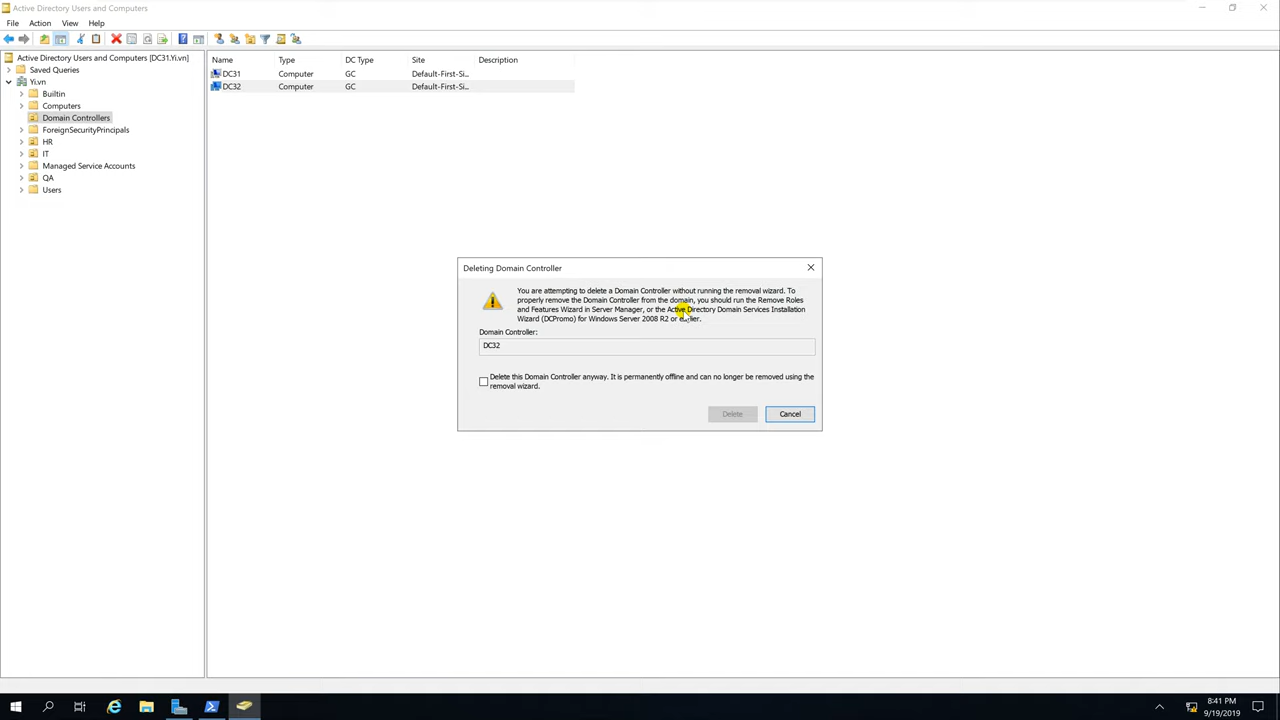 Active Directory Users and Computers
File Action View Help
Active Directory Users and Computers [DC31.Yi.vn]
Saved Queries
Yi.vn
Builtin
Computers
Domain Controllers
ForeignSecurityPrincipals
HR
IT
Managed Service Accounts
QA
Users
Name Type DC Type Site Description
DC31 Computer GC Default-First-Si...
DC32 Computer GC Default-First-Si...
Deleting Domain Controller
You are attempting to delete a Domain Controller without running the removal wizard. To
properly remove the Domain Controller from the domain, you should run the Remove Roles
and Features Wizard in Server Manager, or the Active Directory Domain Services Installation
Wizard (DCPromo) for Windows Server 2008 R2 or earlier.
Domain Controller:
DC32
Delete this Domain Controller anyway. It is permanently offline and can no longer be removed using the
removal wizard.
Delete Cancel
8:41 PM
9/19/2019